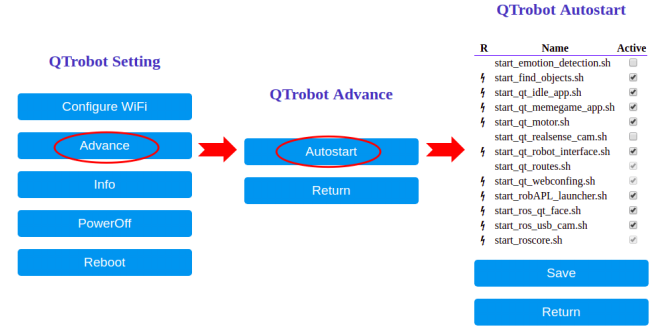 QTrobot Setting
Configure WiFi
Advance
Info
PowerOff
Reboot
QTrobot Advance
Autostart
Return
QTrobot Autostart
R Name Active
start_emotion_detection.sh
start_find_objects.sh
start_qt_idle_app.sh
start_qt_memegame_app.sh
start_qt_motor.sh
start_qt_realsense_cam.sh
start_qt_robot_interface.sh
start_qt_routes.sh
start_qt_webconfing.sh
start_robAPL_launcher.sh
start_ros_qt_face.sh
start_ros_usb_cam.sh
start_roscore.sh
Save
Return